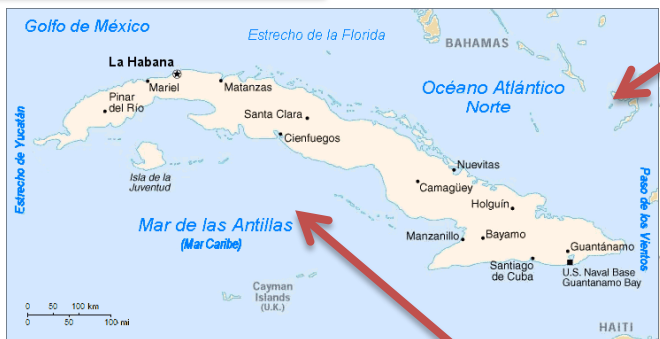 Golfo de México
Estrecho de la Florida
BAHAMAS
La Habana
Mariel
Matanzas
Océano Atlántico
Norte
Pinar
del Río
Santa Clara
Cienfuegos
Estrecho de Yucatán
Isla de la
Juventud
Nuevitas
Camagüey
Paso de los Vientos
Holguín
Mar de las Antillas
(Mar Caribe)
Manzanillo
Bayamo
Guantánamo
Santiago
de Cuba
U.S. Naval Base
Guantanamo Bay
Cayman
Islands
(U.K.)
0 50 100 km
0 50 100 mi
HAITI